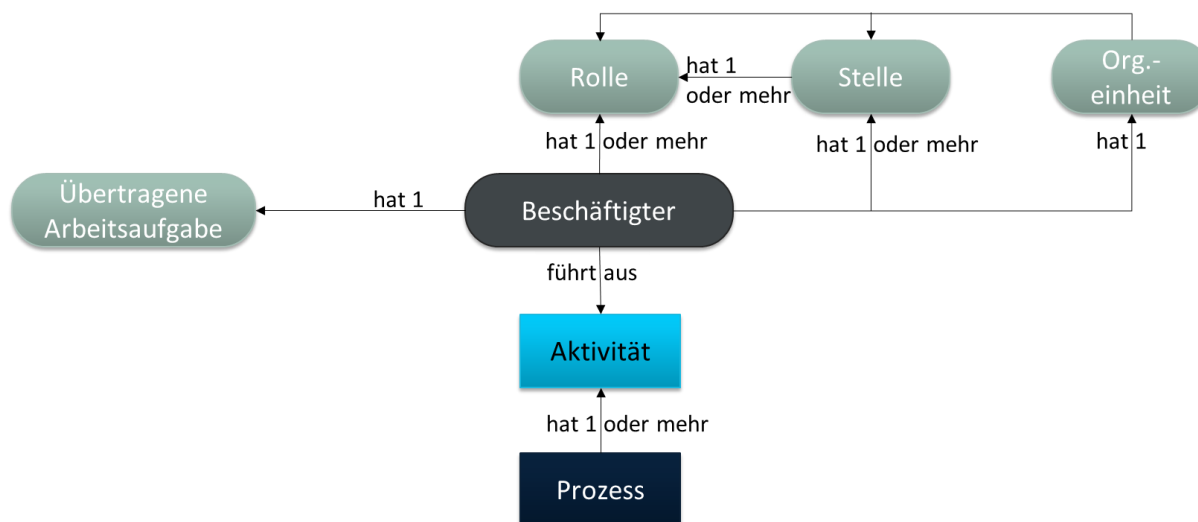 Rolle
hat 1
oder mehr
Stelle
Org.-
einheit
hat 1 oder mehr
hat 1 oder mehr
hat 1
Übertragene
Arbeitsaufgabe
hat 1
Beschäftigter
führt aus
Aktivität
hat 1 oder mehr
Prozess